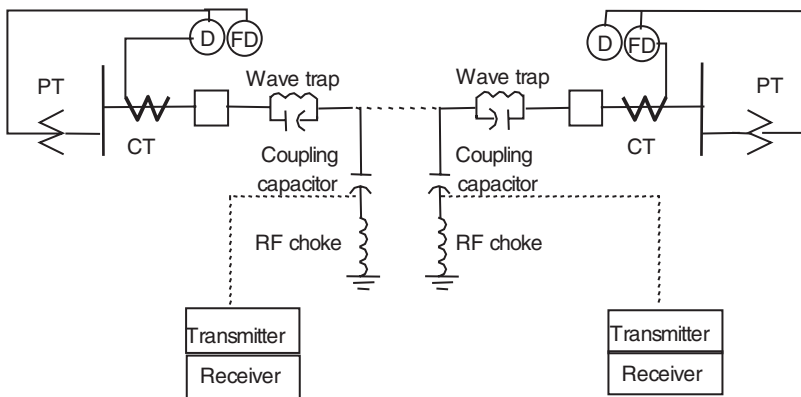 D FD
D FD
Wave trap
Wave trap
PT
PT
CT
CT
Coupling
capacitor
Coupling
capacitor
RF choke
RF choke
Transmitter
Receiver
Transmitter
Receiver